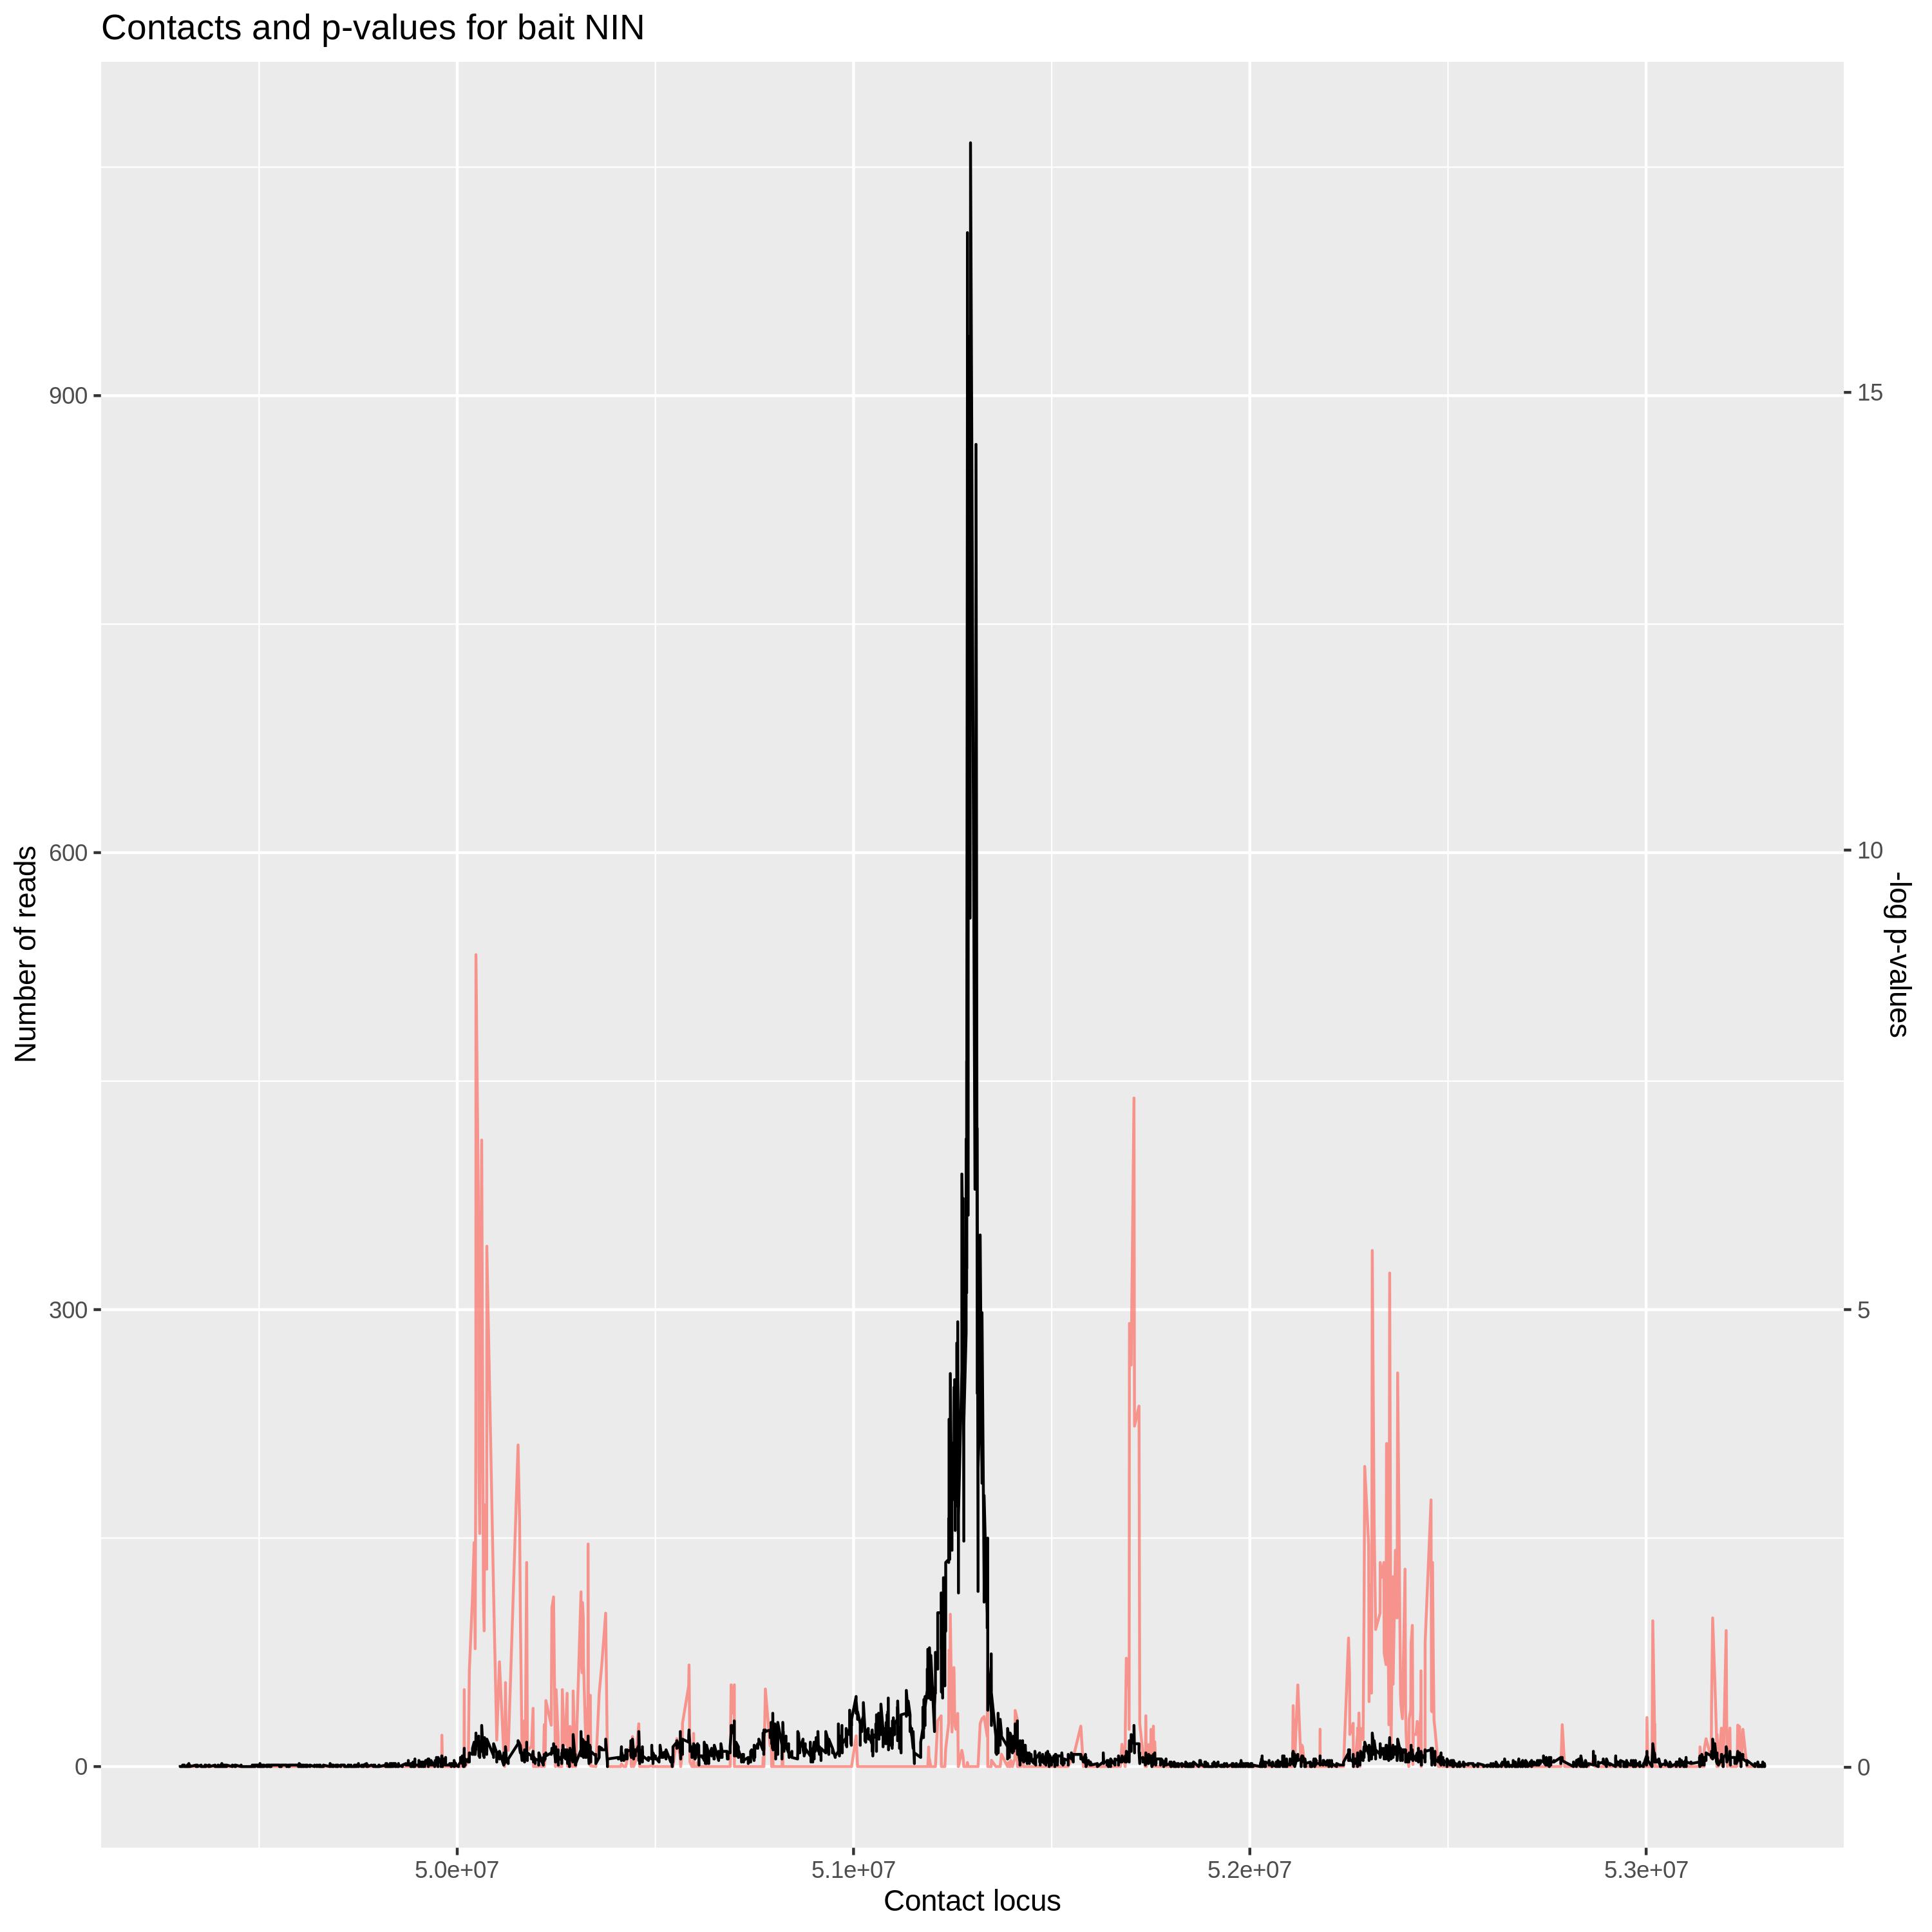 Contacts and p-values for bait NIN
Number of reads
900
600
300
0
15
10
5
0
-log p-values
5.0e+07
5.1e+07
5.2e+07
5.3e+07
Contact locus